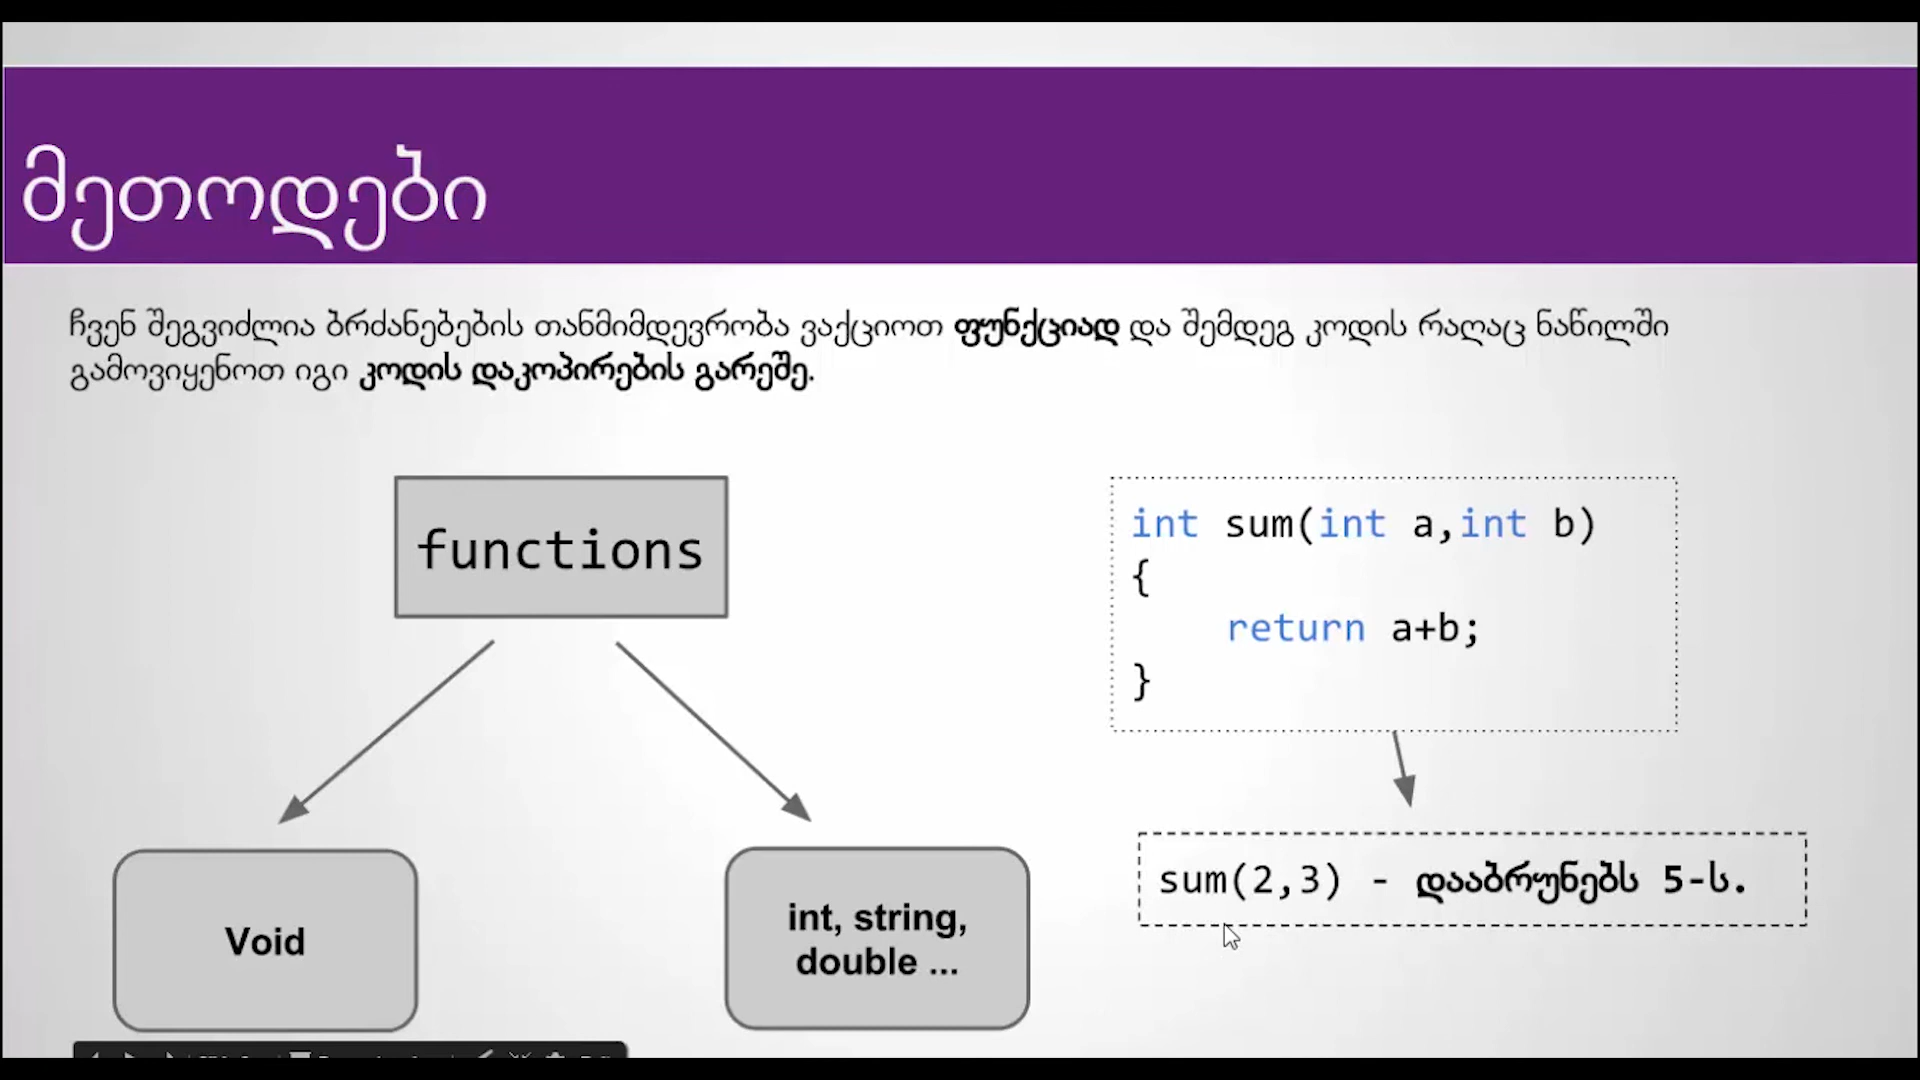 მეთოდები
ჩვენ შეგვიძლია ბრძანებების თანმიმდევრობა ვაქციოთ ფუნქციად და შემდეგ კოდის რაღაც ნაწილში
გამოვიყენოთ იგი კოდის დაკოპირების გარეშე.
functions
Void
int, string,
double ...
int sum(int a,int b)
{
return a+b;
}
sum(2,3) - დააბრუნებს 5-ს.